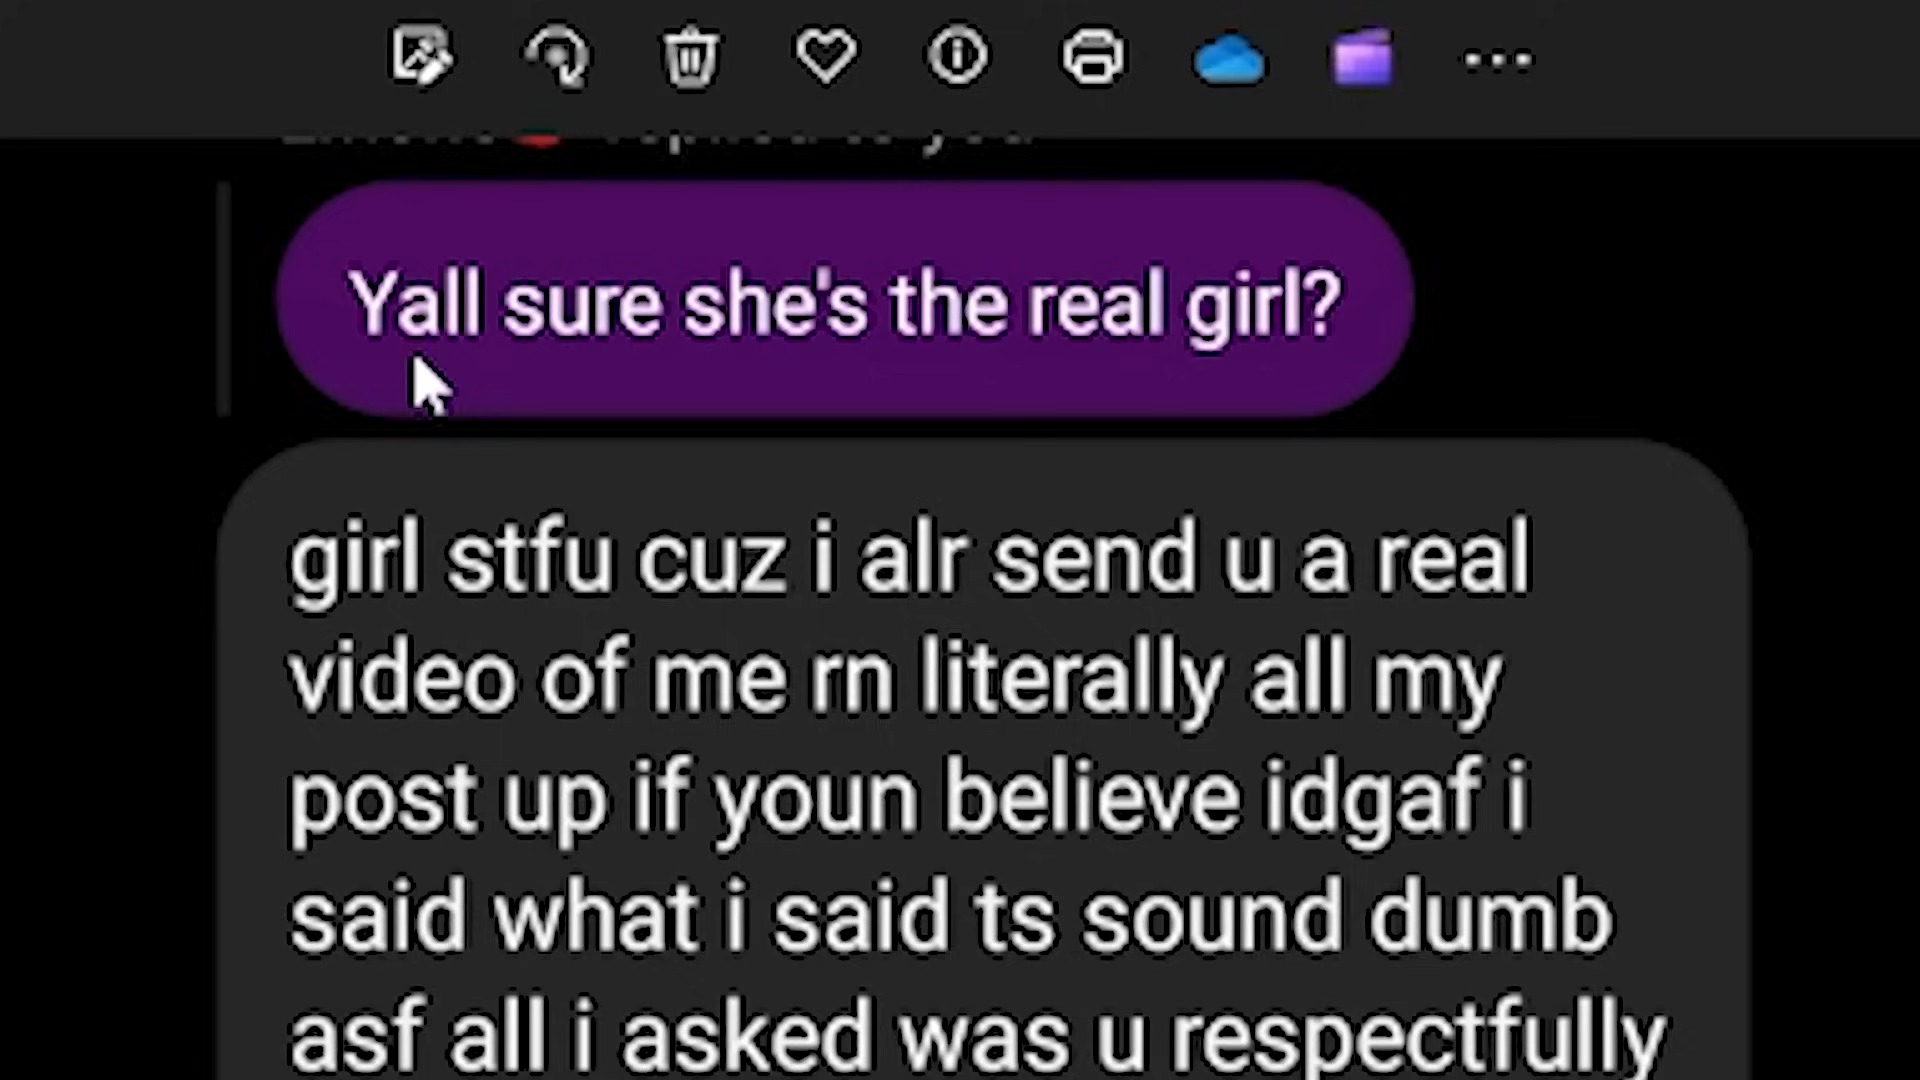 Yall sure she's the real girl?
girl stfu cuz i alr send u a real
video of me rn literally all my
post up if youn believe idgaf i
said what i said ts sound dumb
asf all i asked was u respectfully